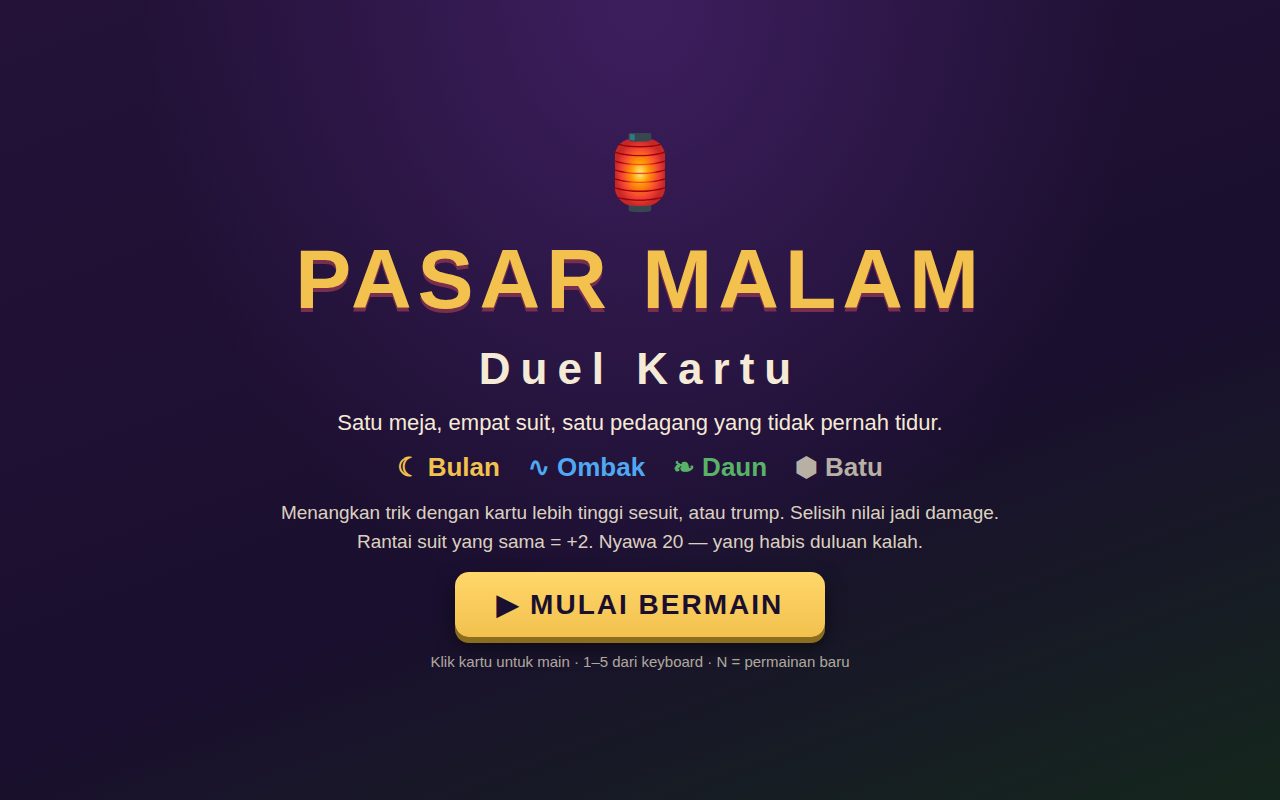 PASAR MALAM
Duel Kartu
Satu meja, empat suit, satu pedagang yang tidak pernah tidur.
☾ Bulan ∿ Ombak ❧ Daun ⬢ Batu
Menangkan trik dengan kartu lebih tinggi sesuit, atau trump. Selisih nilai jadi damage.
Rantai suit yang sama = +2. Nyawa 20 — yang habis duluan kalah.
▶ MULAI BERMAIN
Klik kartu untuk main · 1–5 dari keyboard · N = permainan baru